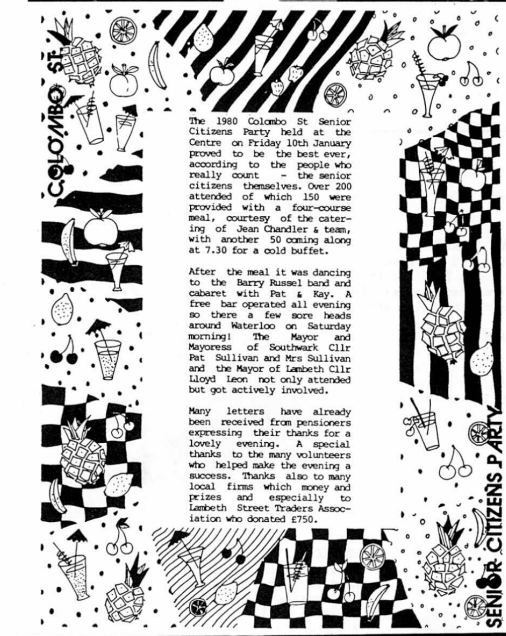 COLOMBO ST.
The 1980 Colombo St Senior
Citizens Party held at the
Centre on Friday 10th January
proved to be the best ever,
according to the people who
really count - the senior
citizens themselves. Over 200
attended of which 150 were
provided with a four-course
meal, courtesy of the cater-
ing of Jean Chandler & team,
with another 50 coming along
at 7.30 for a cold buffet.
After the meal it was dancing
to the Barry Russel band and
cabaret with Pat & Kay. A
free bar operated all evening
so there a few sore heads
around Waterloo on Saturday
morning! The Mayor and
Mayoress of Southwark Cllr
Pat Sullivan and Mrs Sullivan
and the Mayor of Lambeth Cllr
Lloyd Leon not only attended
but got actively involved.
Many letters have already
been received from pensioners
expressing their thanks for a
lovely evening. A special
thanks to the many volunteers
who helped make the evening a
success. Thanks also to many
local firms which money and
prizes and especially to
Lambeth Street Traders Assoc-
iation who donated £750.
SENIOR CITIZENS PARTY